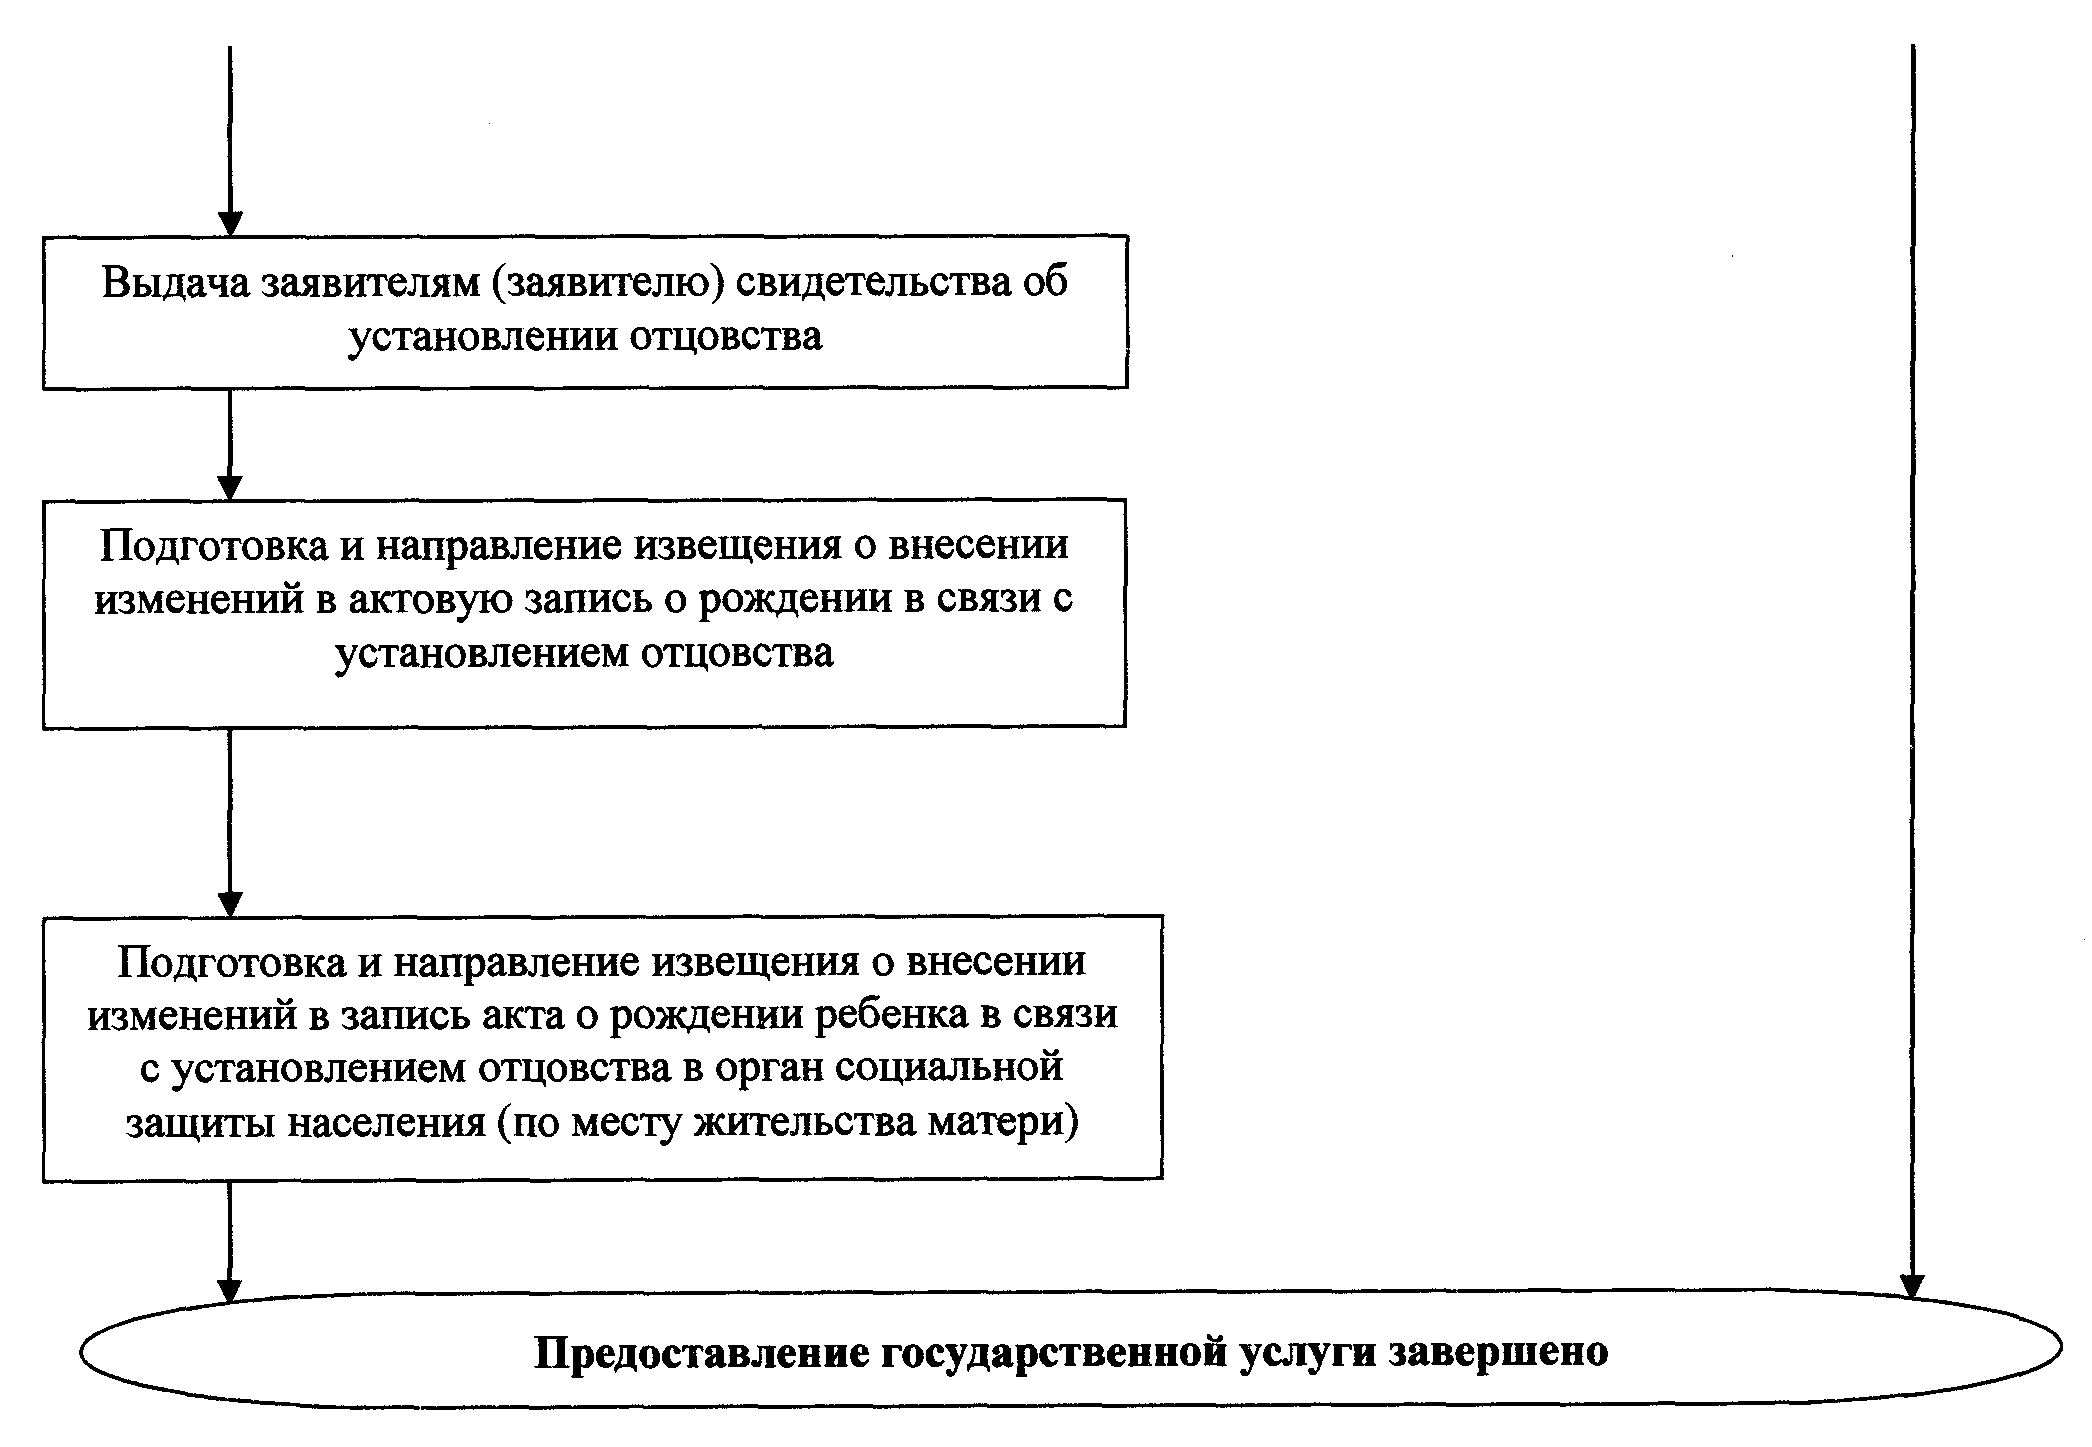 Выдача заявителям (заявителю) свидетельства об
установлении отцовства
Подготовка и направление извещения о внесении
изменений в актовую запись о рождении в связи с
установлением отцовства
Подготовка и направление извещения о внесении
изменений в запись акта о рождении ребенка в связи
с установлением отцовства в орган социальной
защиты населения (по месту жительства матери)
Предоставление государственной услуги завершено